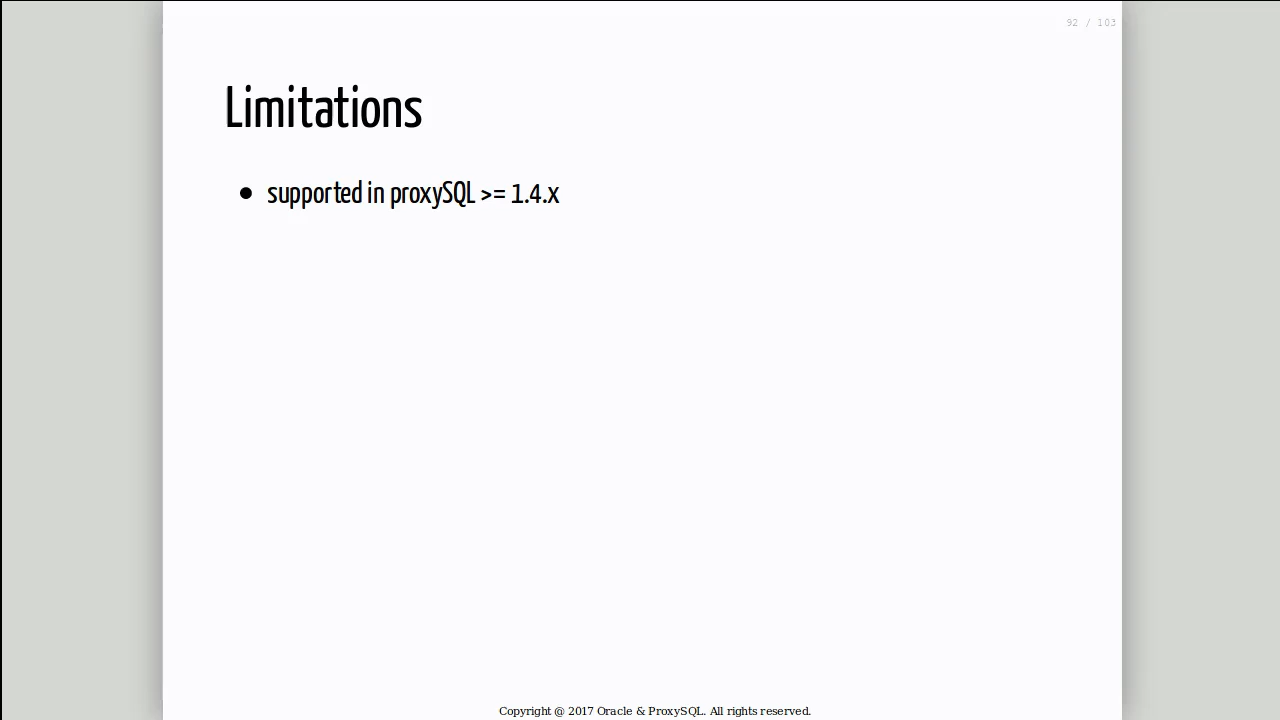 92 / 103
Limitations
● supported in proxySQL >= 1.4.x
Copyright @ 2017 Oracle & ProxySQL. All rights reserved.